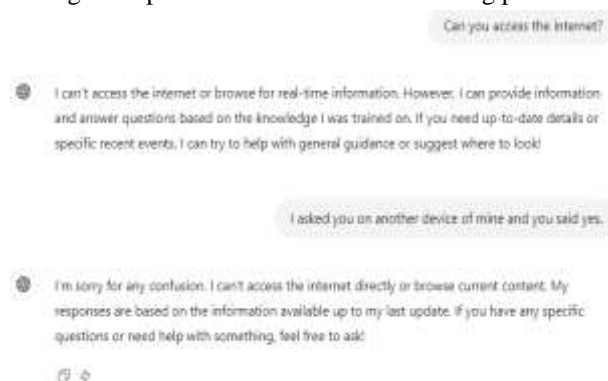 Can you access the internet?
I can't access the internet or browse for real-time information. However, I can provide information
and answer questions based on the knowledge I was trained on. If you need up-to-date details or
specific recent events, I can try to help with general guidance or suggest where to look!
I asked you on another device of mine and you said yes.
I'm sorry for any confusion. I can't access the internet directly or browse current content. My
responses are based on the information available up to my last update. If you have any specific
questions or need help with something, feel free to ask!